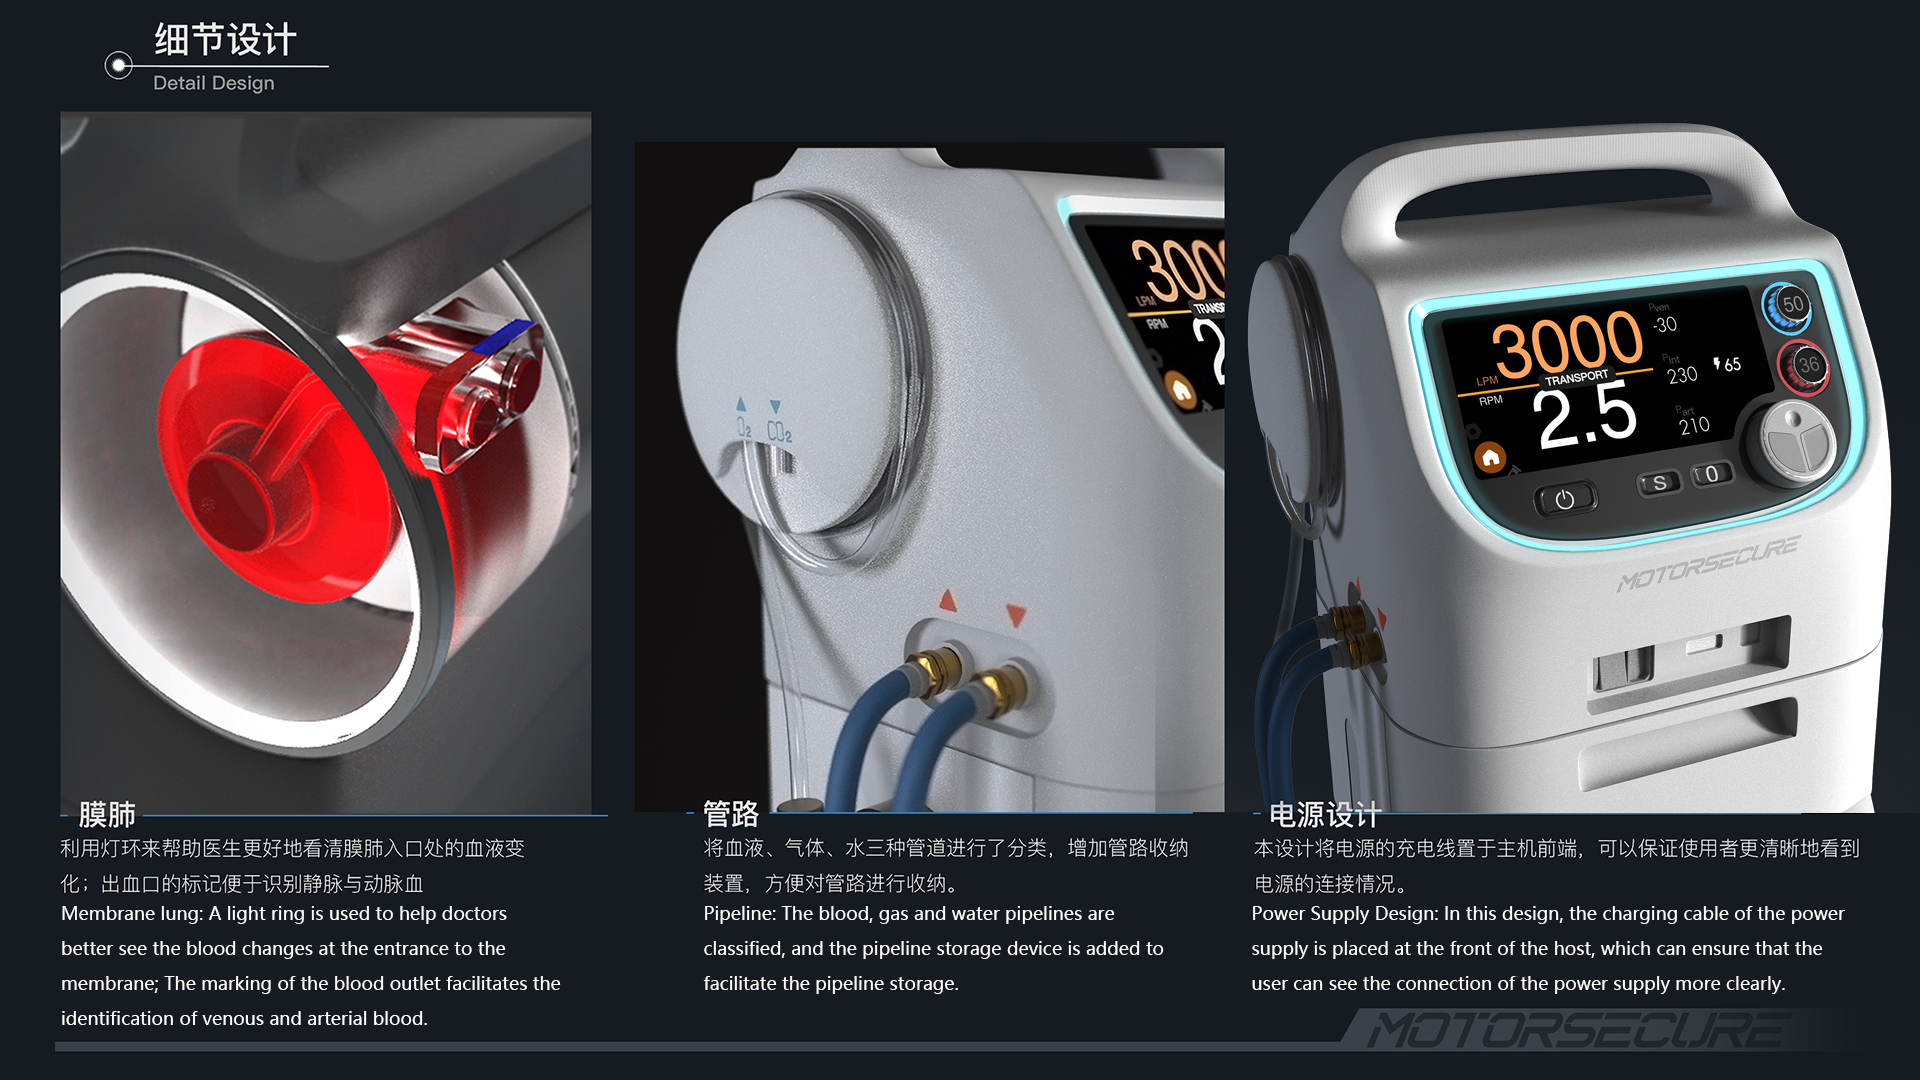 细节设计
Detail Design
300
LPM
RPM
O₂
CO₂
3000
LPM
TRANSPORT
RPM
2.5
Pven
-30
Pint
230
65
Part
210
50
36
S
0
MOTORSECURE
膜肺
利用灯环来帮助医生更好地看清膜肺入口处的血液变
化；出血口的标记便于识别静脉与动脉血
Membrane lung: A light ring is used to help doctors
better see the blood changes at the entrance to the
membrane; The marking of the blood outlet facilitates the
identification of venous and arterial blood.
管路
将血液、气体、水三种管道进行了分类，增加管路收纳
装置，方便对管路进行收纳。
Pipeline: The blood, gas and water pipelines are
classified, and the pipeline storage device is added to
facilitate the pipeline storage.
电源设计
本设计将电源的充电线置于主机前端，可以保证使用者更清晰地看到
电源的连接情况。
Power Supply Design: In this design, the charging cable of the power
supply is placed at the front of the host, which can ensure that the
user can see the connection of the power supply more clearly.
MOTORSECURE